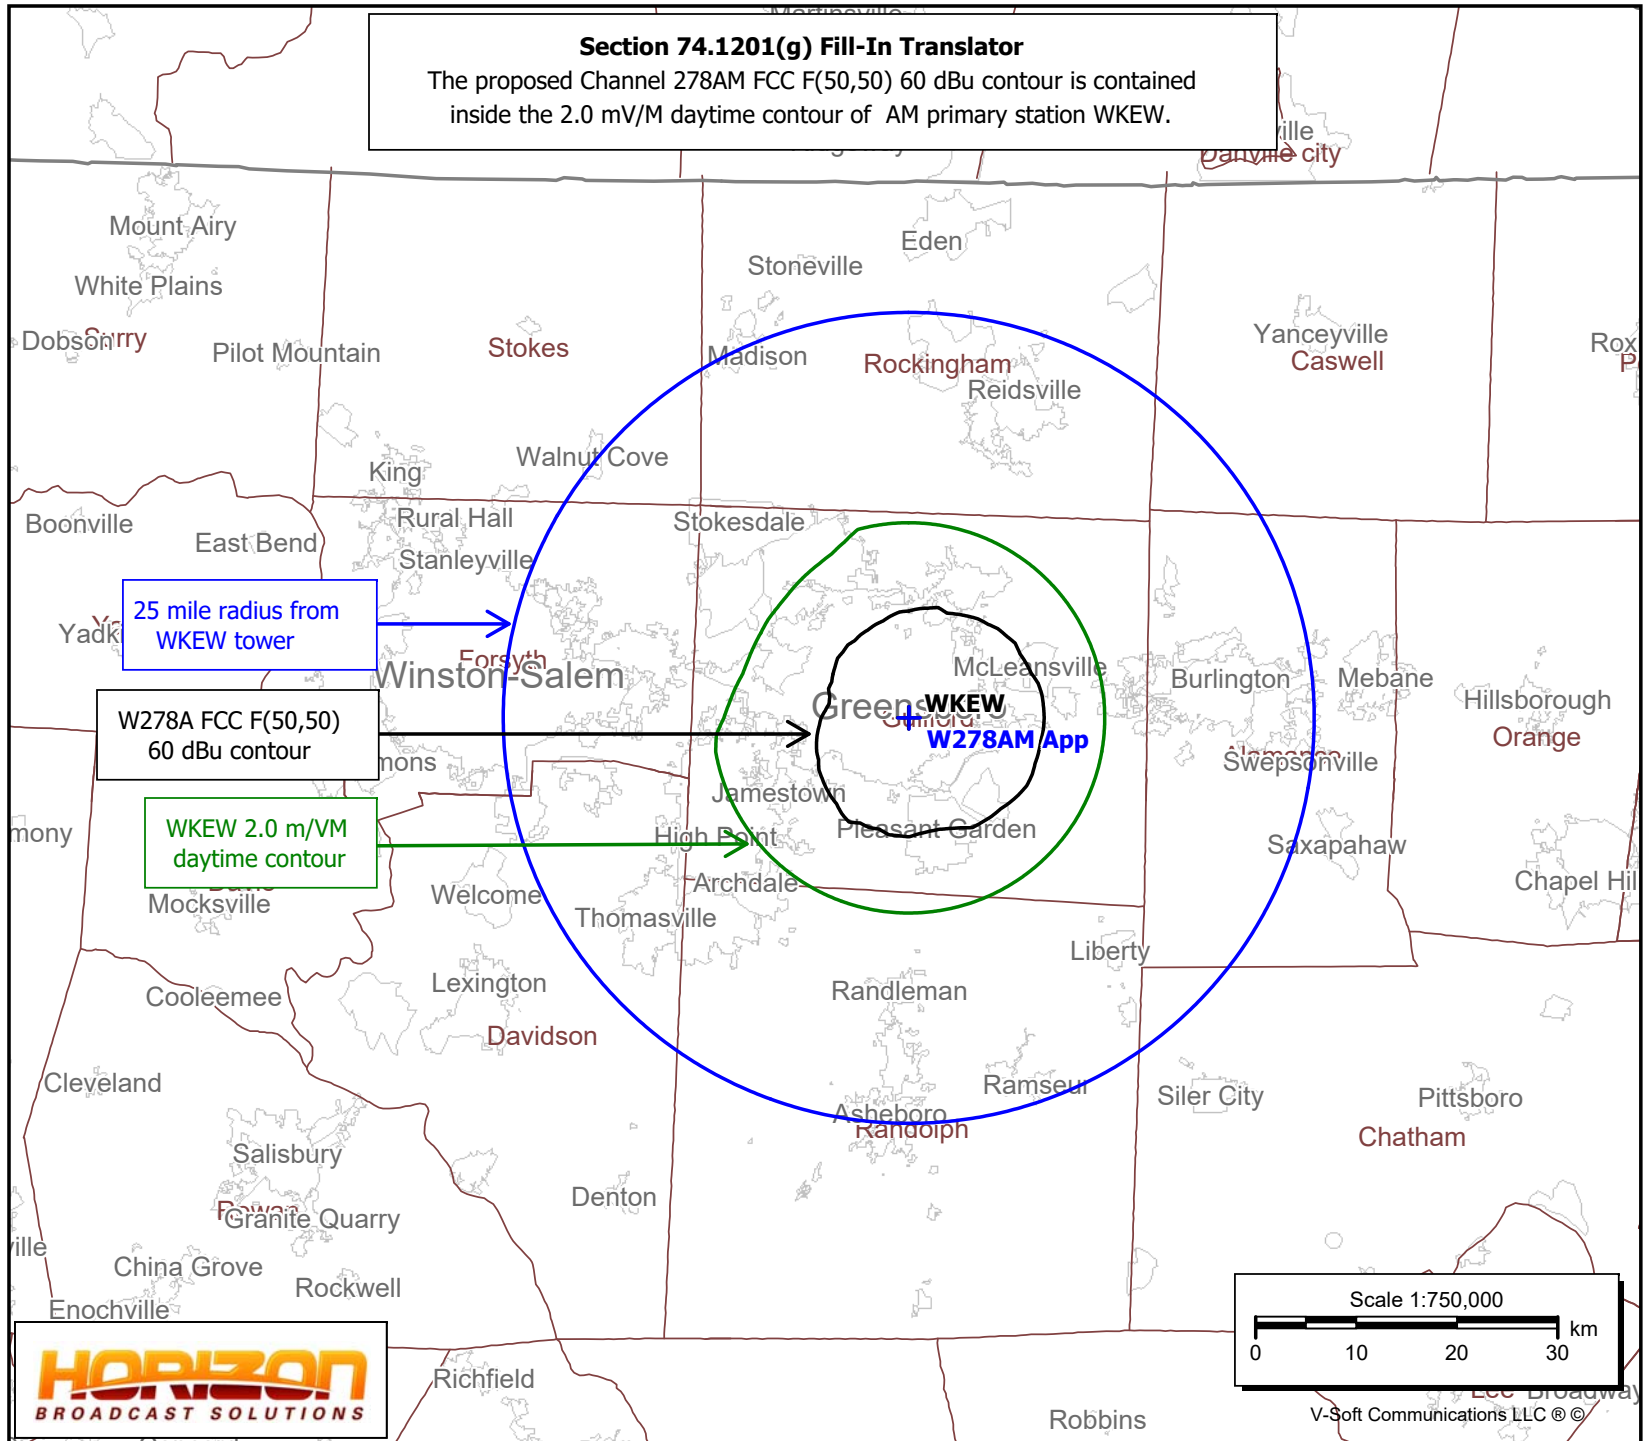 Section 74.1201(g) Fill-In Translator
The proposed Channel 278AM FCC F(50,50) 60 dBu contour is contained
inside the 2.0 mV/M daytime contour of AM primary station WKEW.
Danville city
Mount Airy
Eden
Stoneville
White Plains
Dobson
Surry
Pilot Mountain
Stokes
Madison
Rockingham
Reidsville
Yanceyville
Caswell
Walnut Cove
King
Rural Hall
Stokesdale
Boonville
East Bend
Stanleyville
25 mile radius from
WKEW tower
Forsyth
Winston-Salem
McLeansville
Burlington
Mebane
Hillsborough
Orange
Greensboro
WKEW
Guilford
W278AM App
W278A FCC F(50,50)
60 dBu contour
Alamance
Swepsonville
Jamestown
WKEW 2.0 m/VM
daytime contour
High Point
Pleasant Garden
Saxapahaw
Archdale
Welcome
Chapel Hil
Mocksville
Thomasville
Liberty
Lexington
Randleman
Cooleemee
Davidson
Cleveland
Ramseur
Siler City
Pittsboro
Asheboro
Randolph
Chatham
Salisbury
Denton
Rowan
Granite Quarry
China Grove
Rockwell
Enochville
Scale 1:750,000
km
0 10 20 30
HORIZON
BROADCAST SOLUTIONS
Richfield
Robbins
Lee
Broadway
V-Soft Communications LLC ® ©